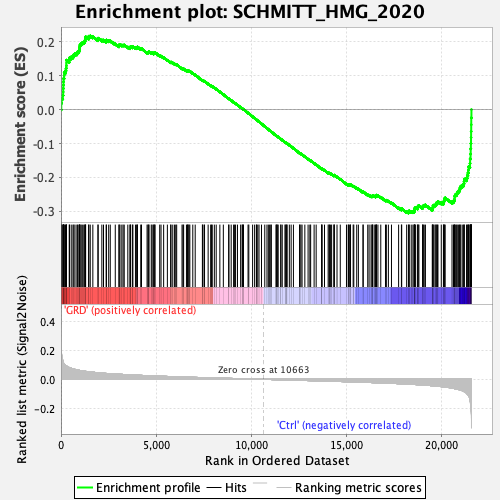 Enrichment plot: SCHMITT_HMG_2020
Enrichment score (ES)
0.2
0.1
0.0
-0.1
-0.2
-0.3
'GRD' (positively correlated)
Ranked list metric (Signal2Noise)
0.4
0.2
0.0
-0.2
Zero cross at 10663
'Ctrl' (negatively correlated)
0
5,000
10,000
15,000
20,000
Rank in Ordered Dataset
Enrichment profile
Hits
Ranking metric scores